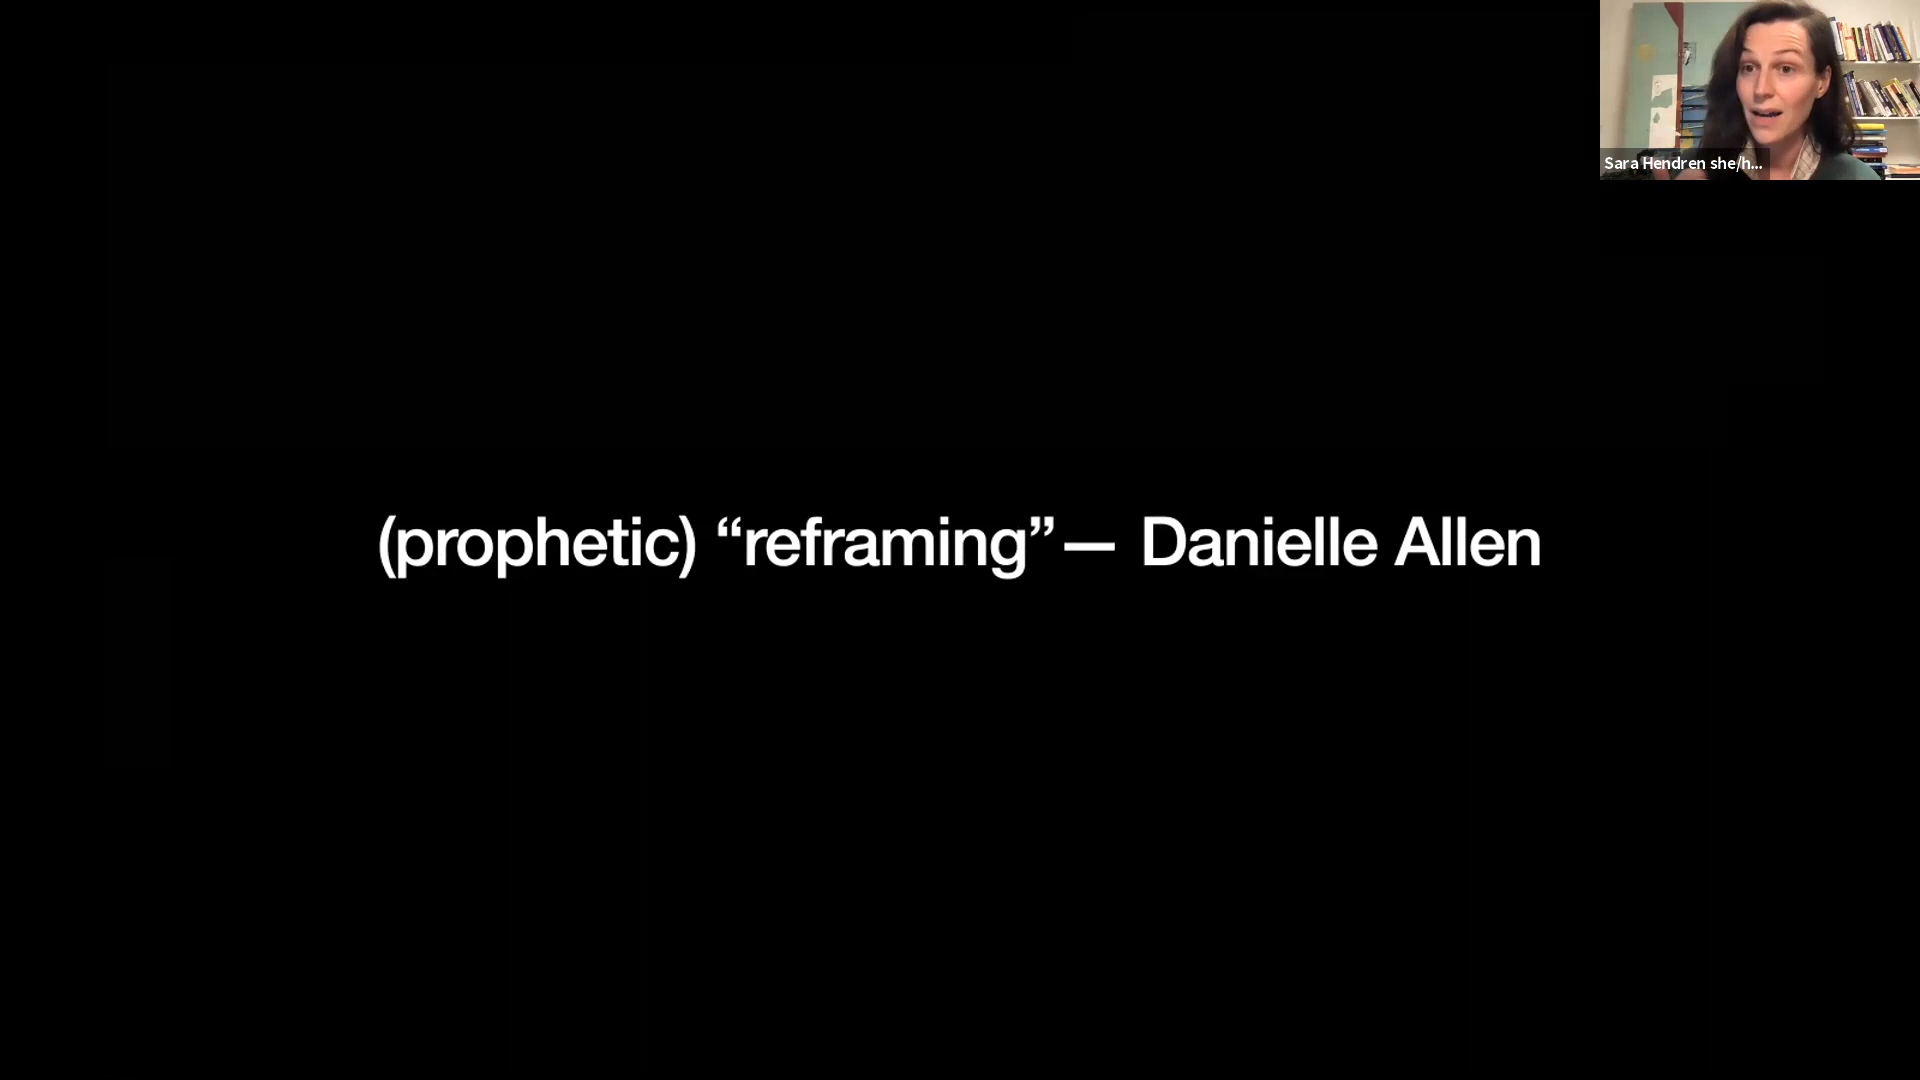 Sara Hendren she/h...
(prophetic) “reframing”— Danielle Allen